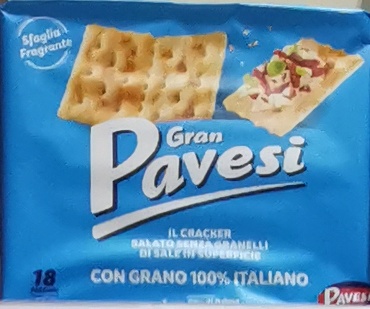 Sfoglia
Fragrante
Gran
Pavesi
IL CRACKER
SALATO SENZA GRANELLI
DI SALE IN SUPERFICIE
18
CON GRANO 100% ITALIANO
PAVESI